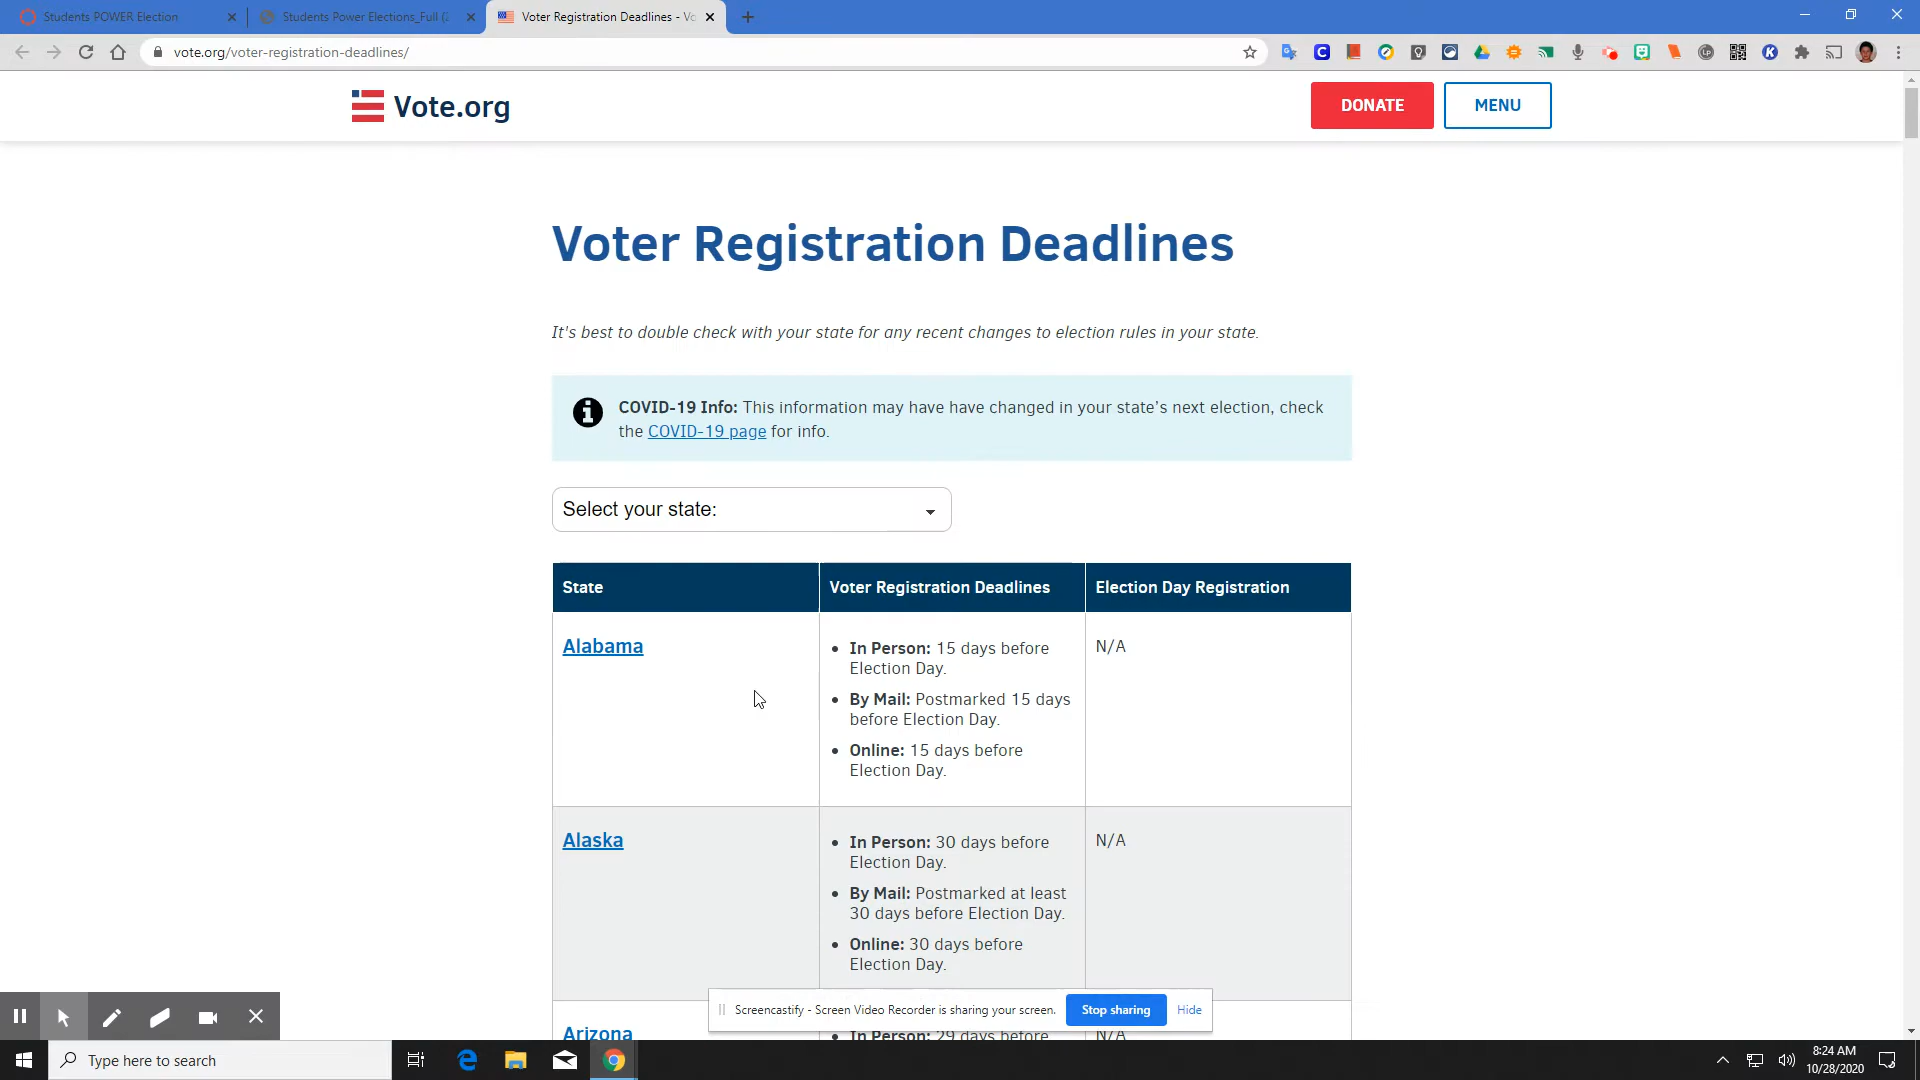 Students POWER Election
Students Power Elections_Full (
Voter Registration Deadlines - Vo
vote.org/voter-registration-deadlines/
Vote.org
DONATE
MENU
Voter Registration Deadlines
It's best to double check with your state for any recent changes to election rules in your state.
COVID-19 Info: This information may have have changed in your state's next election, check
the COVID-19 page for info.
Select your state:
State
Voter Registration Deadlines
Election Day Registration
Alabama
• In Person: 15 days before
Election Day.
• By Mail: Postmarked 15 days
before Election Day.
• Online: 15 days before
Election Day.
N/A
Alaska
• In Person: 30 days before
Election Day.
• By Mail: Postmarked at least
30 days before Election Day.
• Online: 30 days before
Election Day.
N/A
Arizona
• In Person: 29 days before
N/A
Screencastify - Screen Video Recorder is sharing your screen.
Stop sharing
Hide
Type here to search
8:24 AM
10/28/2020